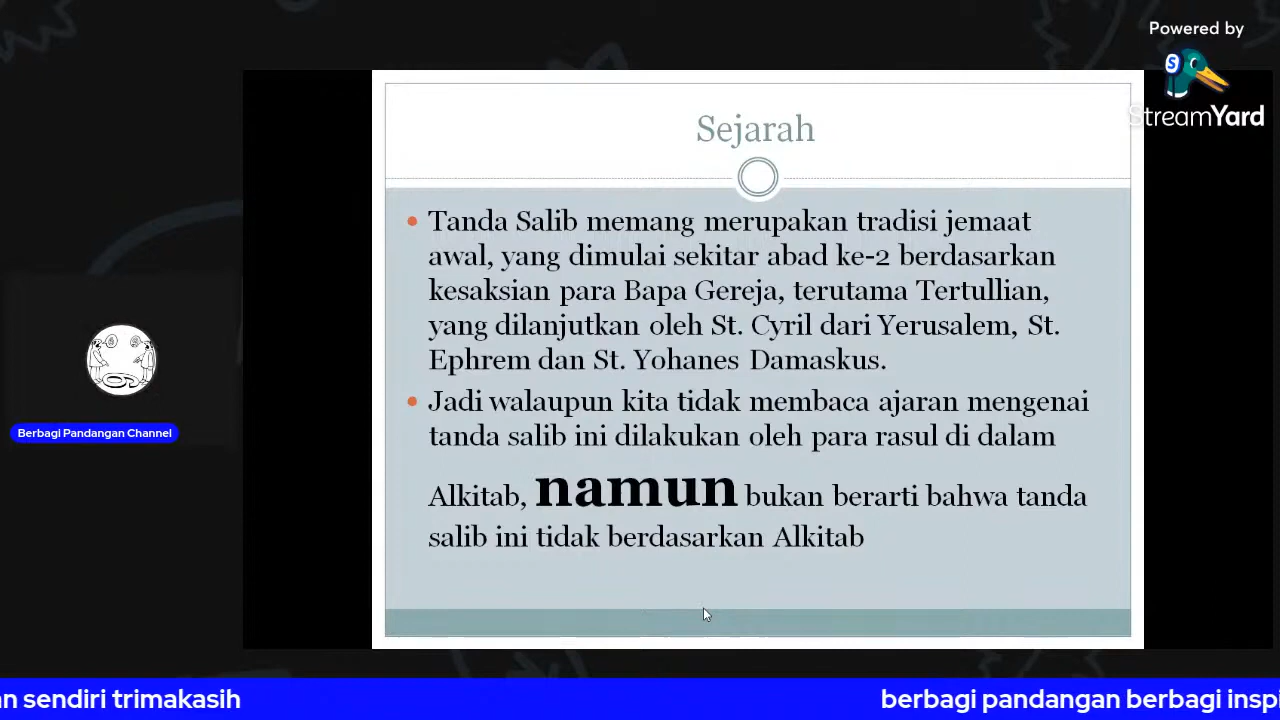 Powered by
StreamYard
Sejarah
Tanda Salib memang merupakan tradisi jemaat
awal, yang dimulai sekitar abad ke-2 berdasarkan
kesaksian para Bapa Gereja, terutama Tertullian,
yang dilanjutkan oleh St. Cyril dari Yerusalem, St.
Ephrem dan St. Yohanes Damaskus.
Jadi walaupun kita tidak membaca ajaran mengenai
tanda salib ini dilakukan oleh para rasul di dalam
Alkitab, namun bukan berarti bahwa tanda
salib ini tidak berdasarkan Alkitab
Berbagi Pandangan Channel
sendiri trimakasih
berbagi pandangan berbagi